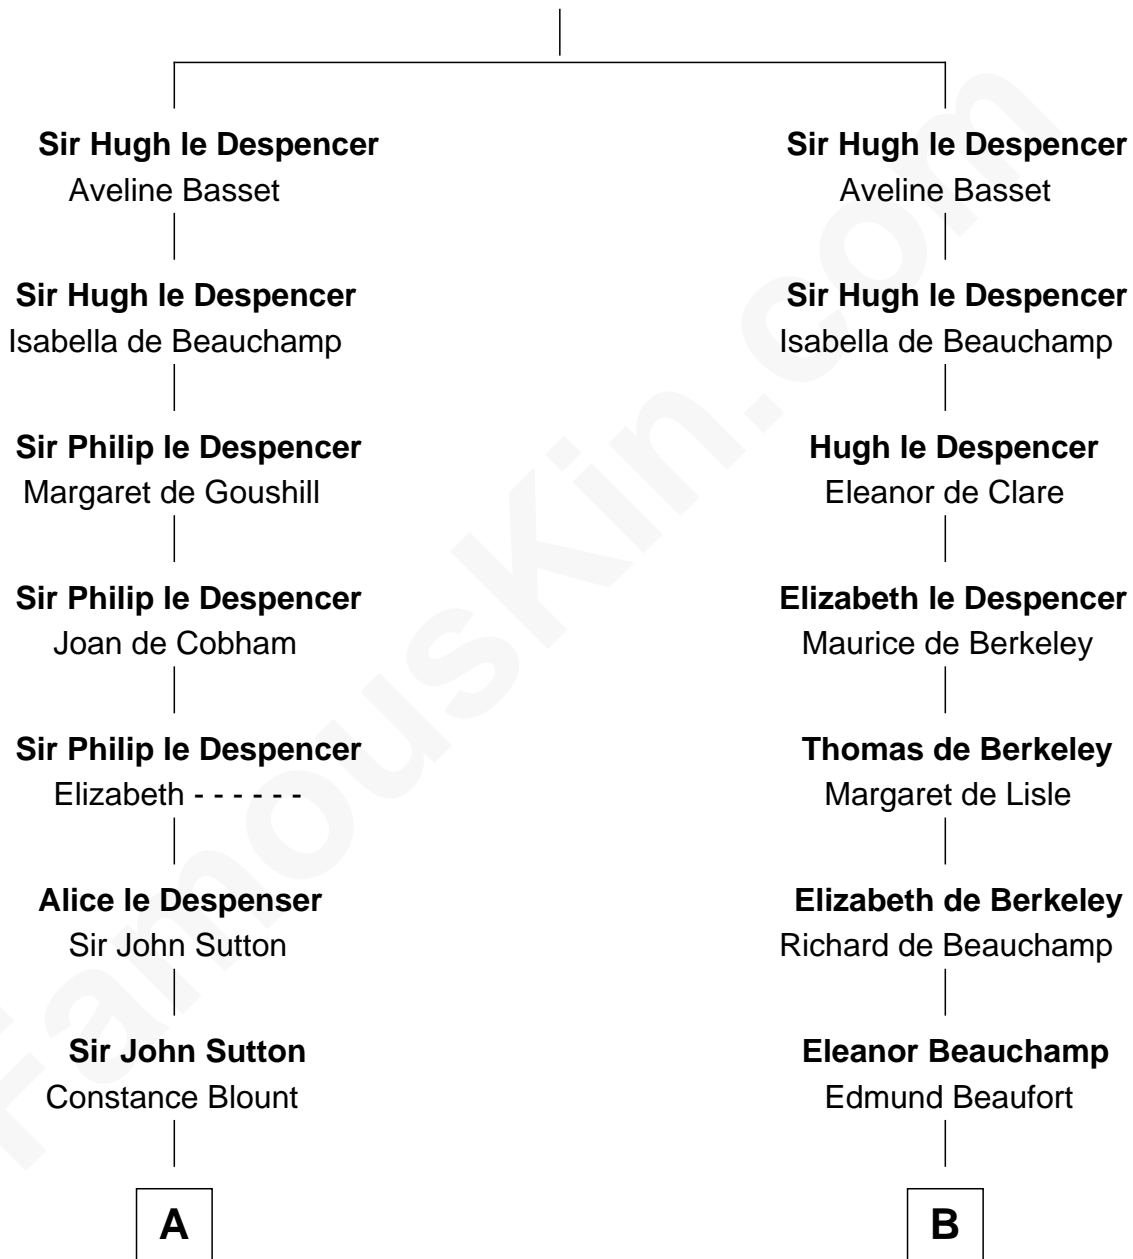 Sir Hugh le Despencer
Aveline Basset
Sir Hugh le Despencer
Isabella de Beauchamp
Sir Philip le Despencer
Margaret de Goushill
Sir Philip le Despencer
Joan de Cobham
Sir Philip le Despencer
Elizabeth - - - - - -
Alice le Despenser
Sir John Sutton
Sir John Sutton
Constance Blount
A
Sir Hugh le Despencer
Aveline Basset
Sir Hugh le Despencer
Isabella de Beauchamp
Hugh le Despencer
Eleanor de Clare
Elizabeth le Despencer
Maurice de Berkeley
Thomas de Berkeley
Margaret de Lisle
Elizabeth de Berkeley
Richard de Beauchamp
Eleanor Beauchamp
Edmund Beaufort
B
FamousKin.com